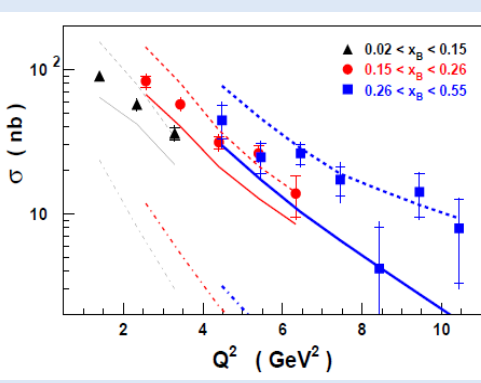 0.02 < x_B < 0.15
0.15 < x_B < 0.26
0.26 < x_B < 0.55
10²
10
σ ( nb )
2 4 6 8 10
Q² ( GeV² )